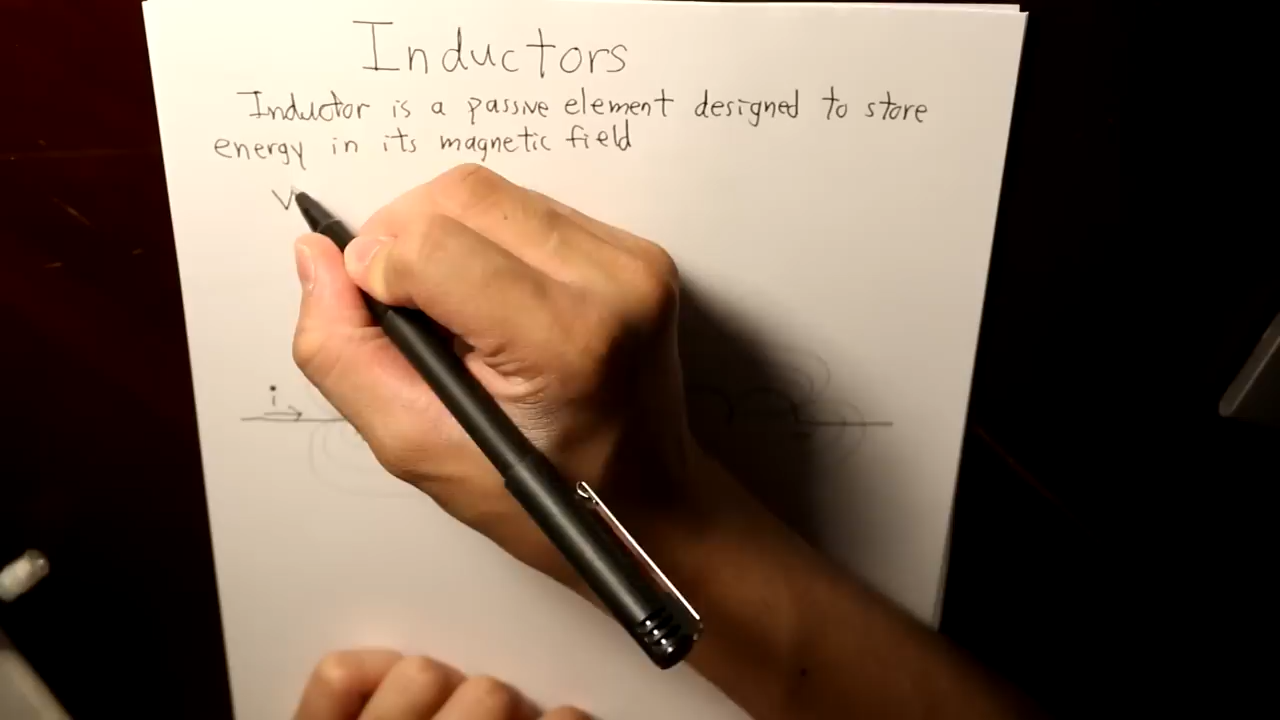 Inductors
Inductor is a passive element designed to store
energy in its magnetic field
V
i